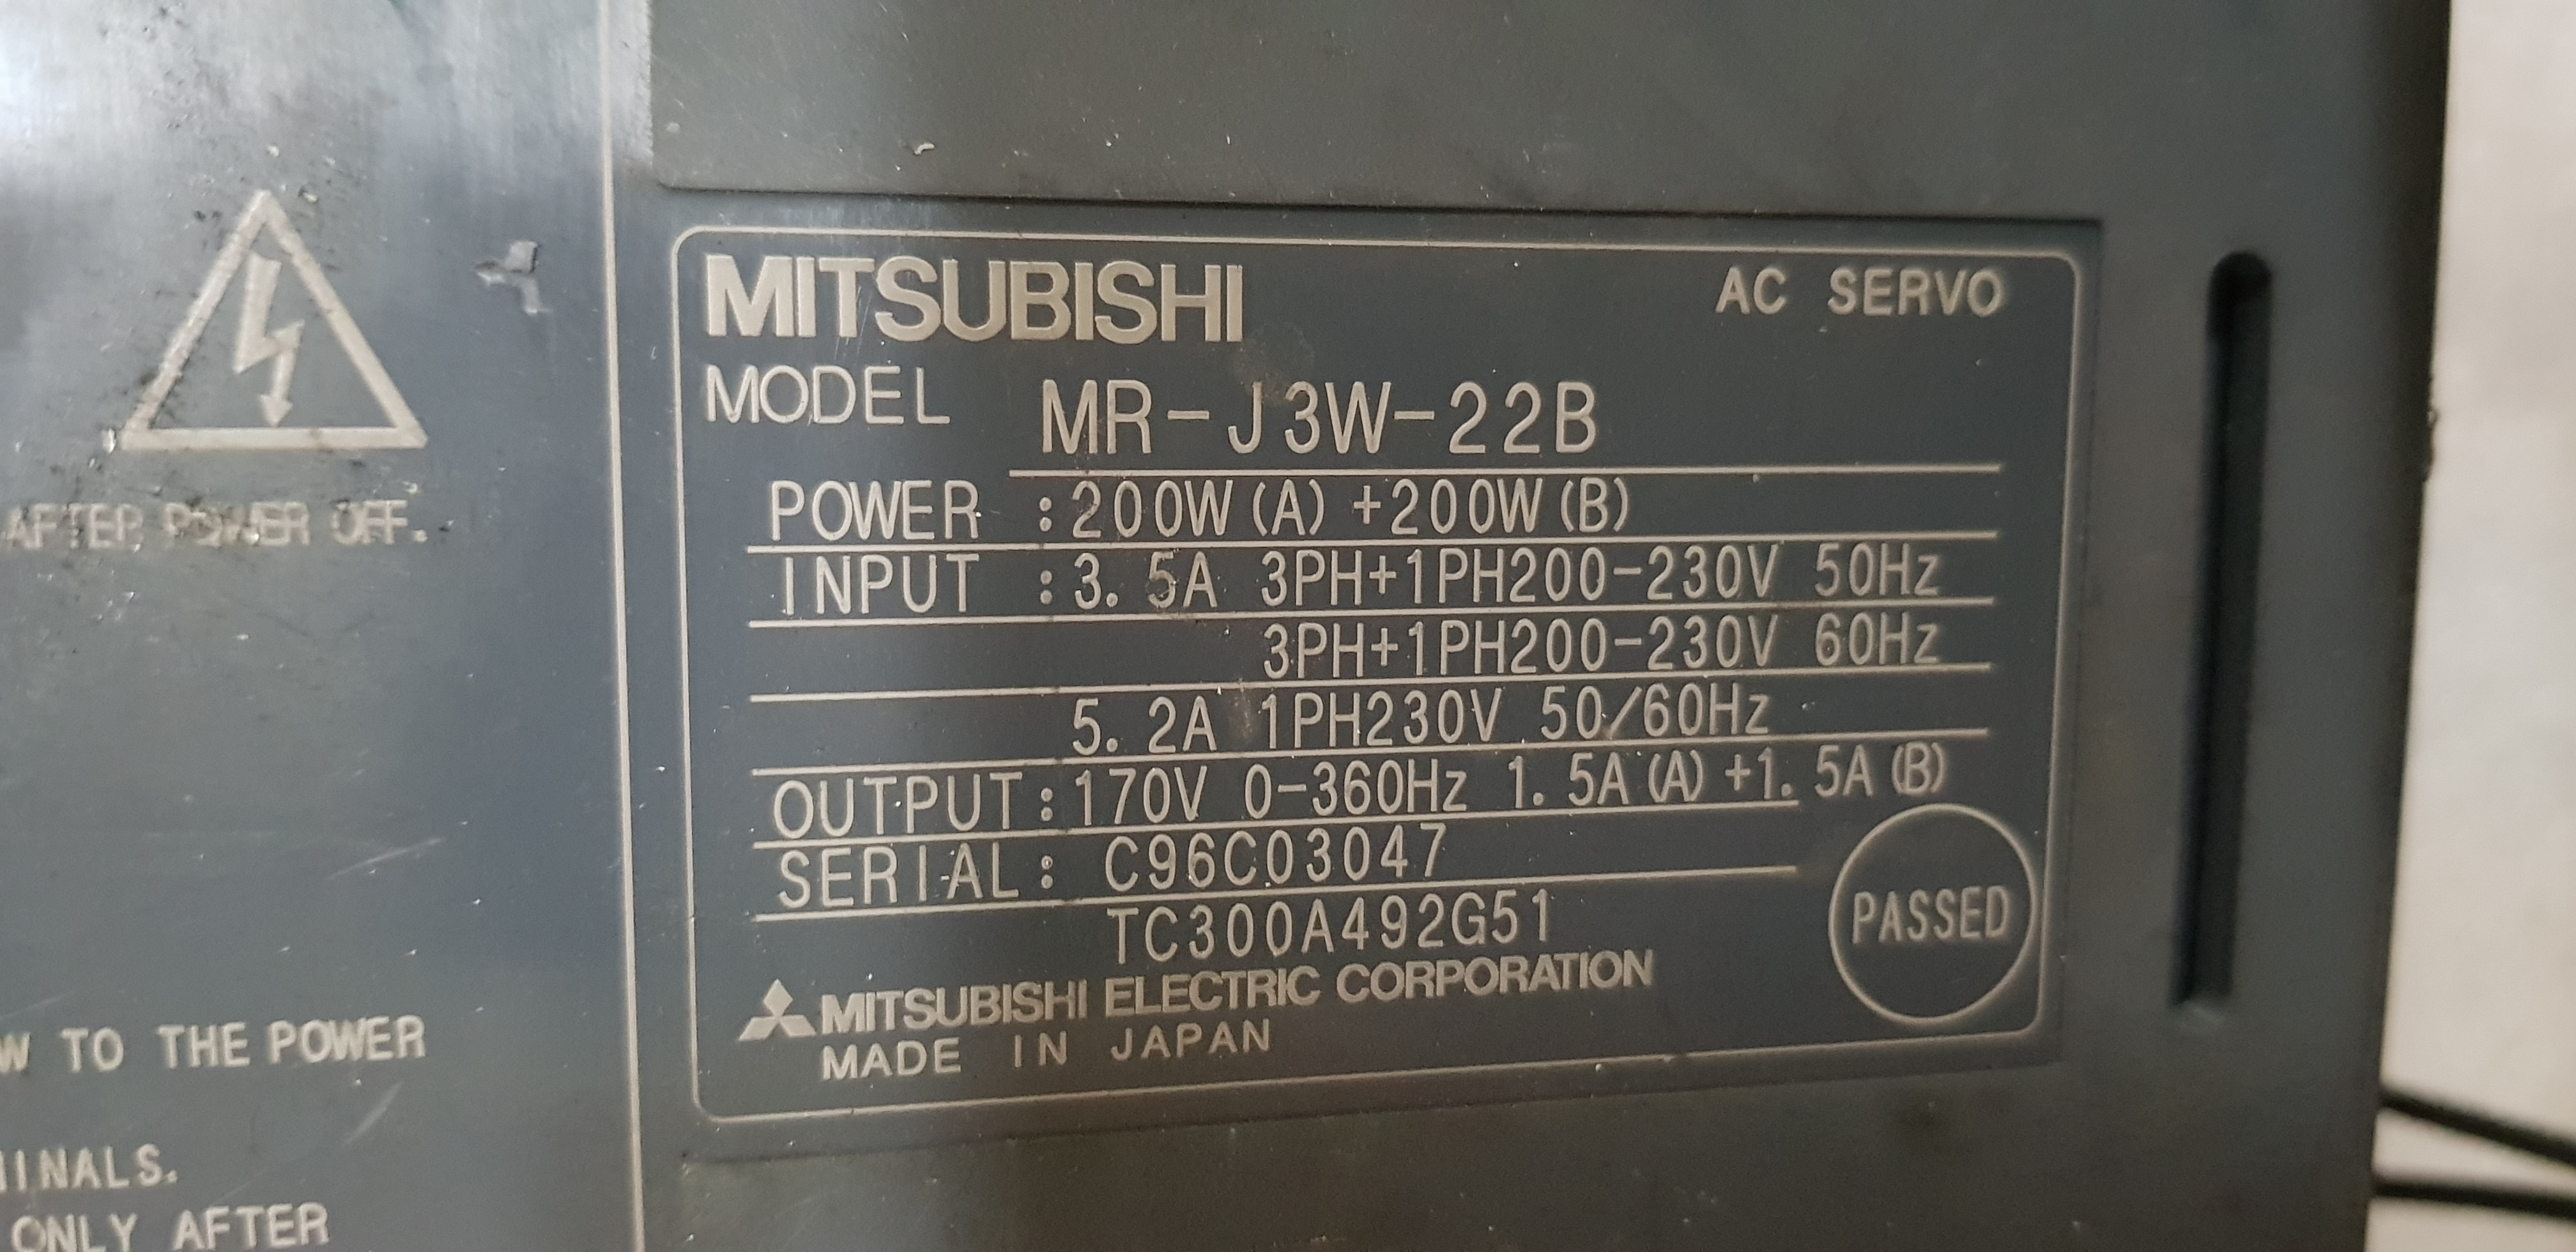 AFTER POWER OFF.
W TO THE POWER
MINALS.
ONLY AFTER
MITSUBISHI AC SERVO
MODEL MR-J3W-22B
POWER :200W(A)+200W(B)
INPUT :3.5A 3PH+1PH200-230V 50Hz
3PH+1PH200-230V 60Hz
5.2A 1PH230V 50/60Hz
OUTPUT:170V 0-360Hz 1.5A(A)+1.5A(B)
SERIAL: C96C03047
TC300A492G51
PASSED
MITSUBISHI ELECTRIC CORPORATION
MADE IN JAPAN